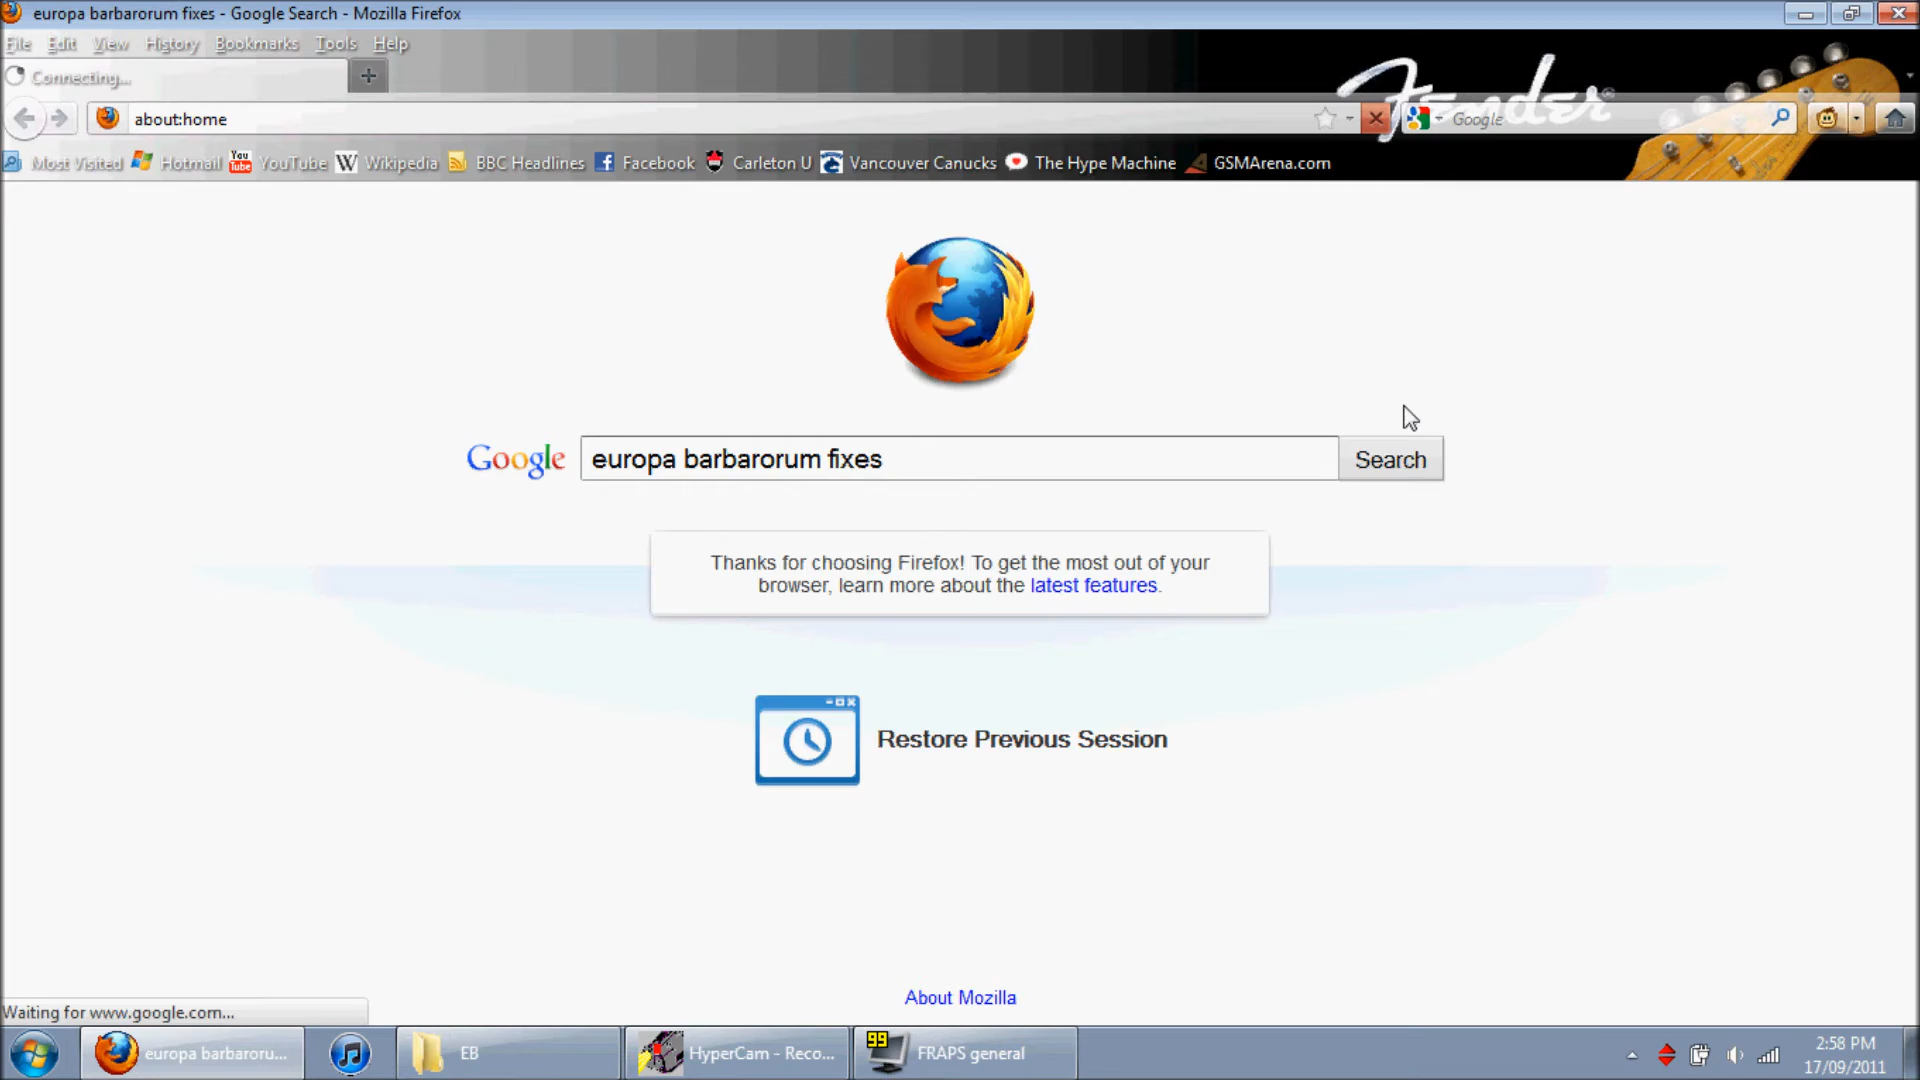 europa barbarorum fixes - Google Search - Mozilla Firefox
File Edit View History Bookmarks Tools Help
Connecting...
Fender
about:home
Google
Most Visited Hotmail You Tube YouTube W Wikipedia BBC Headlines Facebook Carleton U Vancouver Canucks The Hype Machine GSMArena.com
Google europa barbarorum fixes Search
Thanks for choosing Firefox! To get the most out of your
browser, learn more about the latest features.
Restore Previous Session
About Mozilla
Waiting for www.google.com...
europa barbaroru... EB HyperCam - Reco... 99 FRAPS general
2:58 PM
17/09/2011